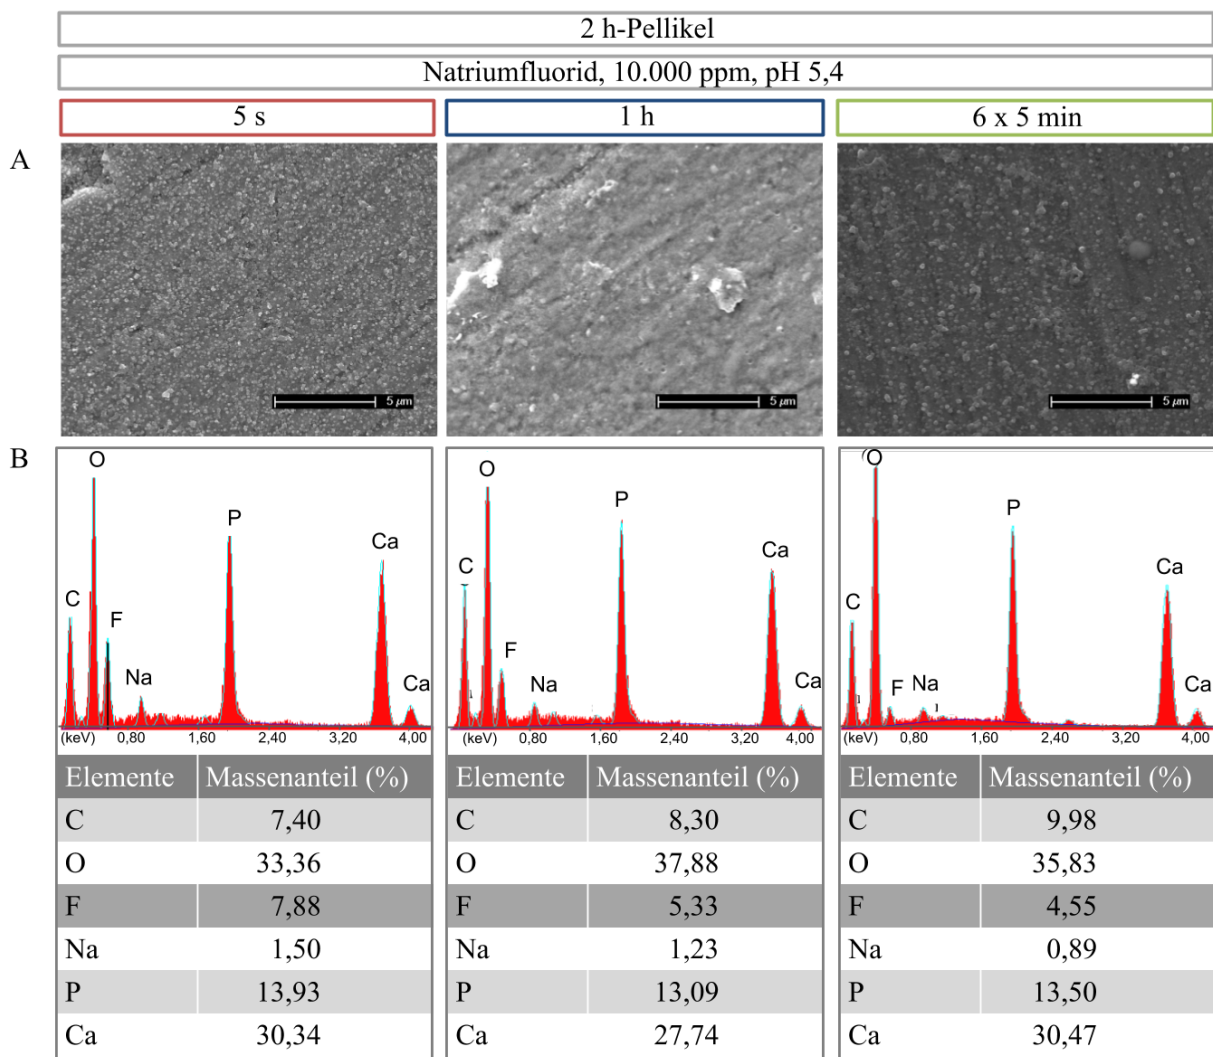 2 h-Pellikel
Natriumfluorid, 10.000 ppm, pH 5,4
5 s 1 h 6 x 5 min
A
5 µm 5 µm 5 µm
B
C O F Na P Ca Ca
(keV) 0,80 1,60 2,40 3,20 4,00
C O F Na P Ca Ca
(keV) 0,80 1,60 2,40 3,20 4,00
C O F Na P Ca Ca
(keV) 0,80 1,60 2,40 3,20 4,00
Elemente Massenanteil (%) Elemente Massenanteil (%) Elemente Massenanteil (%)
C 7,40 C 8,30 C 9,98
O 33,36 O 37,88 O 35,83
F 7,88 F 5,33 F 4,55
Na 1,50 Na 1,23 Na 0,89
P 13,93 P 13,09 P 13,50
Ca 30,34 Ca 27,74 Ca 30,47